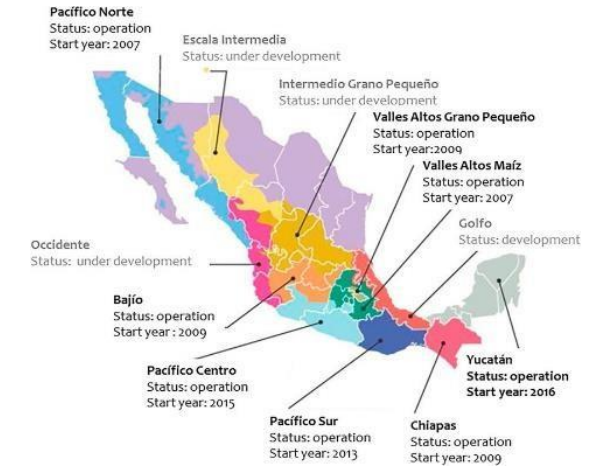 Pacífico Norte
Status: operation
Start year: 2007
Escala Intermedia
Status: under development
Intermedio Grano Pequeño
Status: under development
Valles Altos Grano Pequeño
Status: operation
Start year:2009
Valles Altos Maíz
Status: operation
Start year: 2007
Golfo
Status: development
Occidente
Status: under development
Bajío
Status: operation
Start year : 2009
Pacífico Centro
Status: operation
Start year: 2015
Yucatán
Status: operation
Start year: 2016
Pacífico Sur
Status: operation
Start year: 2013
Chiapas
Status: operation
Start year: 2009